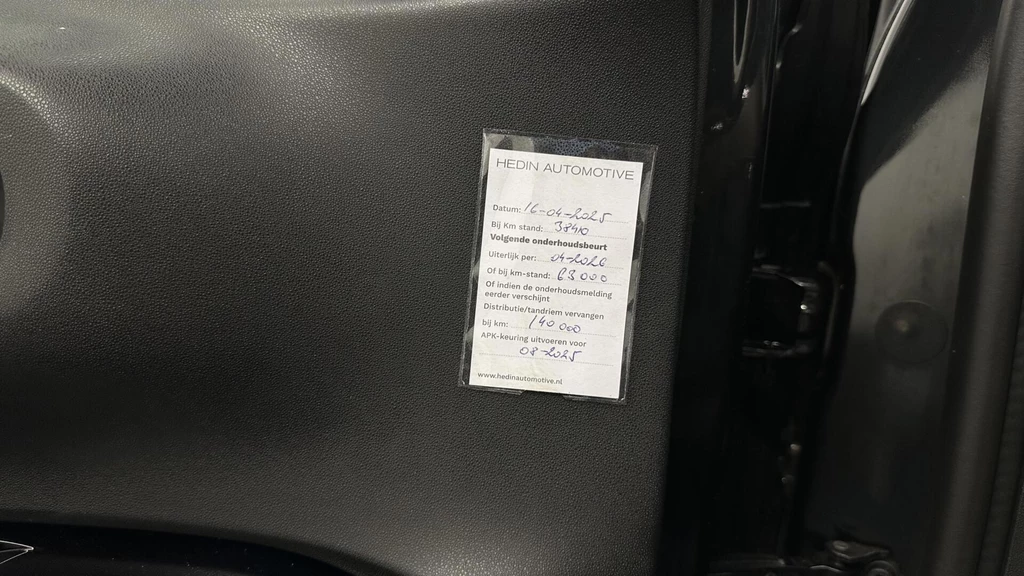 HEDIN AUTOMOTIVE
Datum: 16-04-2025
Bij Km stand: 38410
Volgende onderhoudsbeurt
Uiterlijk per: 04-2026
Of bij km-stand: 63000
Of indien de onderhoudsmelding
eerder verschijnt
Distributie/tandriem vervangen
bij km: 140 000
APK-keuring uitvoeren voor
08-2025
www.hedinautomotive.nl